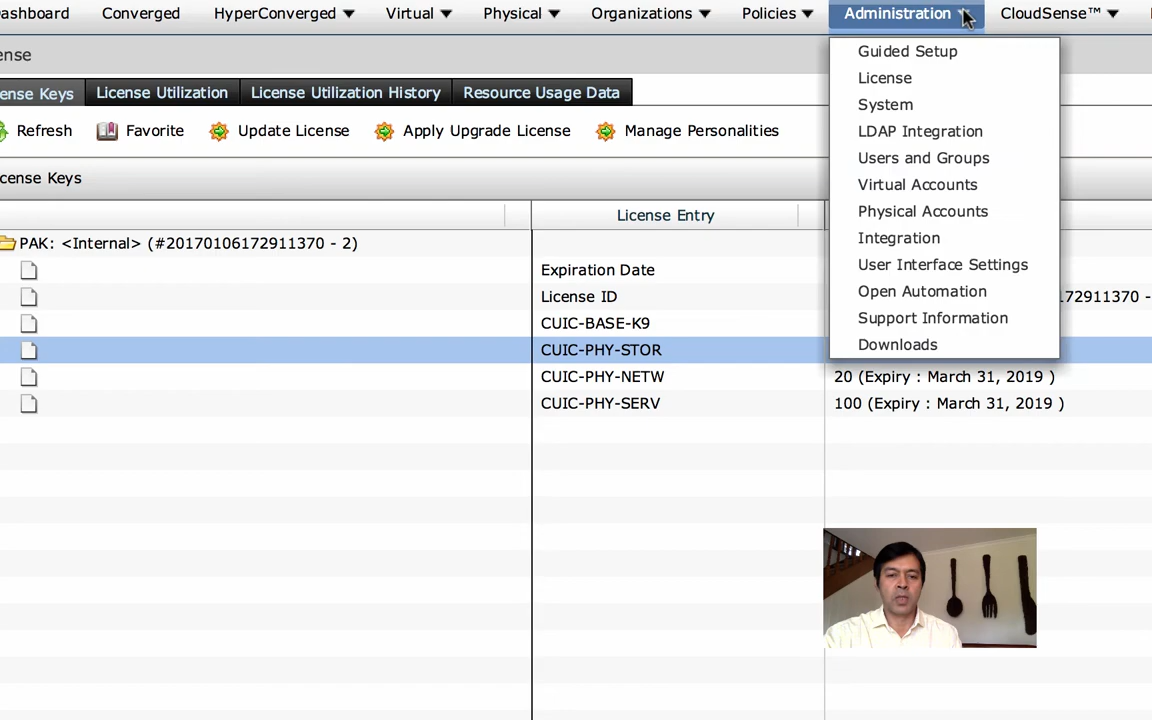 ashboard Converged HyperConverged Virtual Physical Organizations Policies Administration CloudSense™
ense
ense Keys License Utilization License Utilization History Resource Usage Data
Refresh Favorite Update License Apply Upgrade License Manage Personalities
cense Keys
License Entry
PAK: <Internal> (#20170106172911370 - 2)
Expiration Date
License ID 172911370 -
CUIC-BASE-K9
CUIC-PHY-STOR
CUIC-PHY-NETW 20 (Expiry : March 31, 2019 )
CUIC-PHY-SERV 100 (Expiry : March 31, 2019 )
Guided Setup
License
System
LDAP Integration
Users and Groups
Virtual Accounts
Physical Accounts
Integration
User Interface Settings
Open Automation
Support Information
Downloads